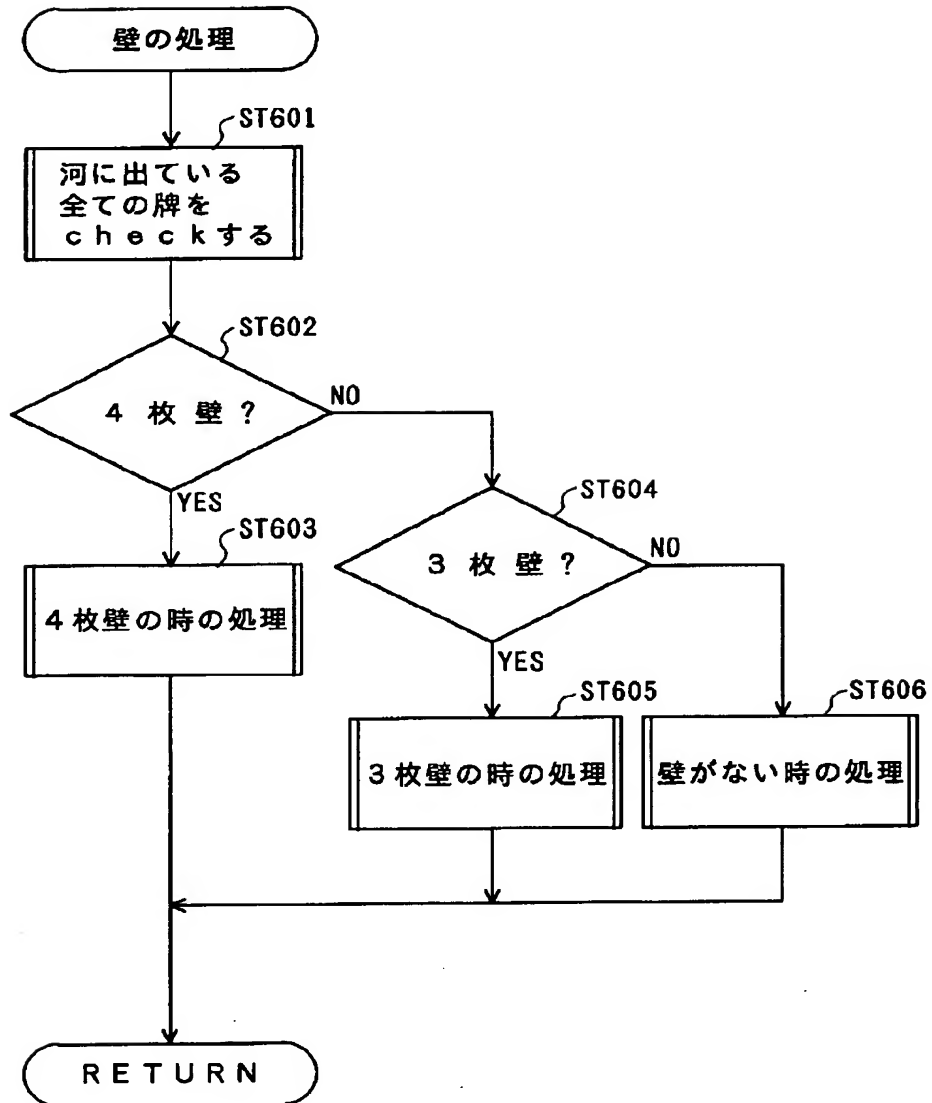 壁の処理
ST601
河に出ている
全ての牌を
checkする
ST602
4枚壁?
NO
YES
ST603
4枚壁の時の処理
ST604
3枚壁?
NO
YES
ST605
3枚壁の時の処理
ST606
壁がない時の処理
RETURN